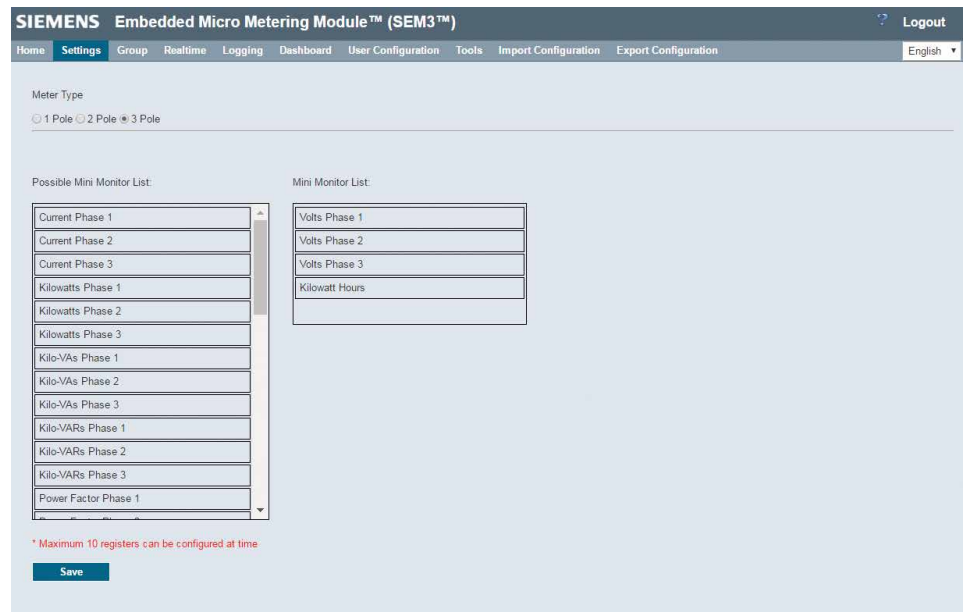 SIEMENS Embedded Micro Metering Module™ (SEM3™) ? Logout
Home Settings Group Realtime Logging Dashboard User Configuration Tools Import Configuration Export Configuration English
Meter Type
1 Pole 2 Pole 3 Pole
Possible Mini Monitor List: Mini Monitor List:
Current Phase 1 Volts Phase 1
Current Phase 2 Volts Phase 2
Current Phase 3 Volts Phase 3
Kilowatts Phase 1 Kilowatt Hours
Kilowatts Phase 2
Kilowatts Phase 3
Kilo-VAs Phase 1
Kilo-VAs Phase 2
Kilo-VAs Phase 3
Kilo-VARs Phase 1
Kilo-VARs Phase 2
Kilo-VARs Phase 3
Power Factor Phase 1
* Maximum 10 registers can be configured at time
Save